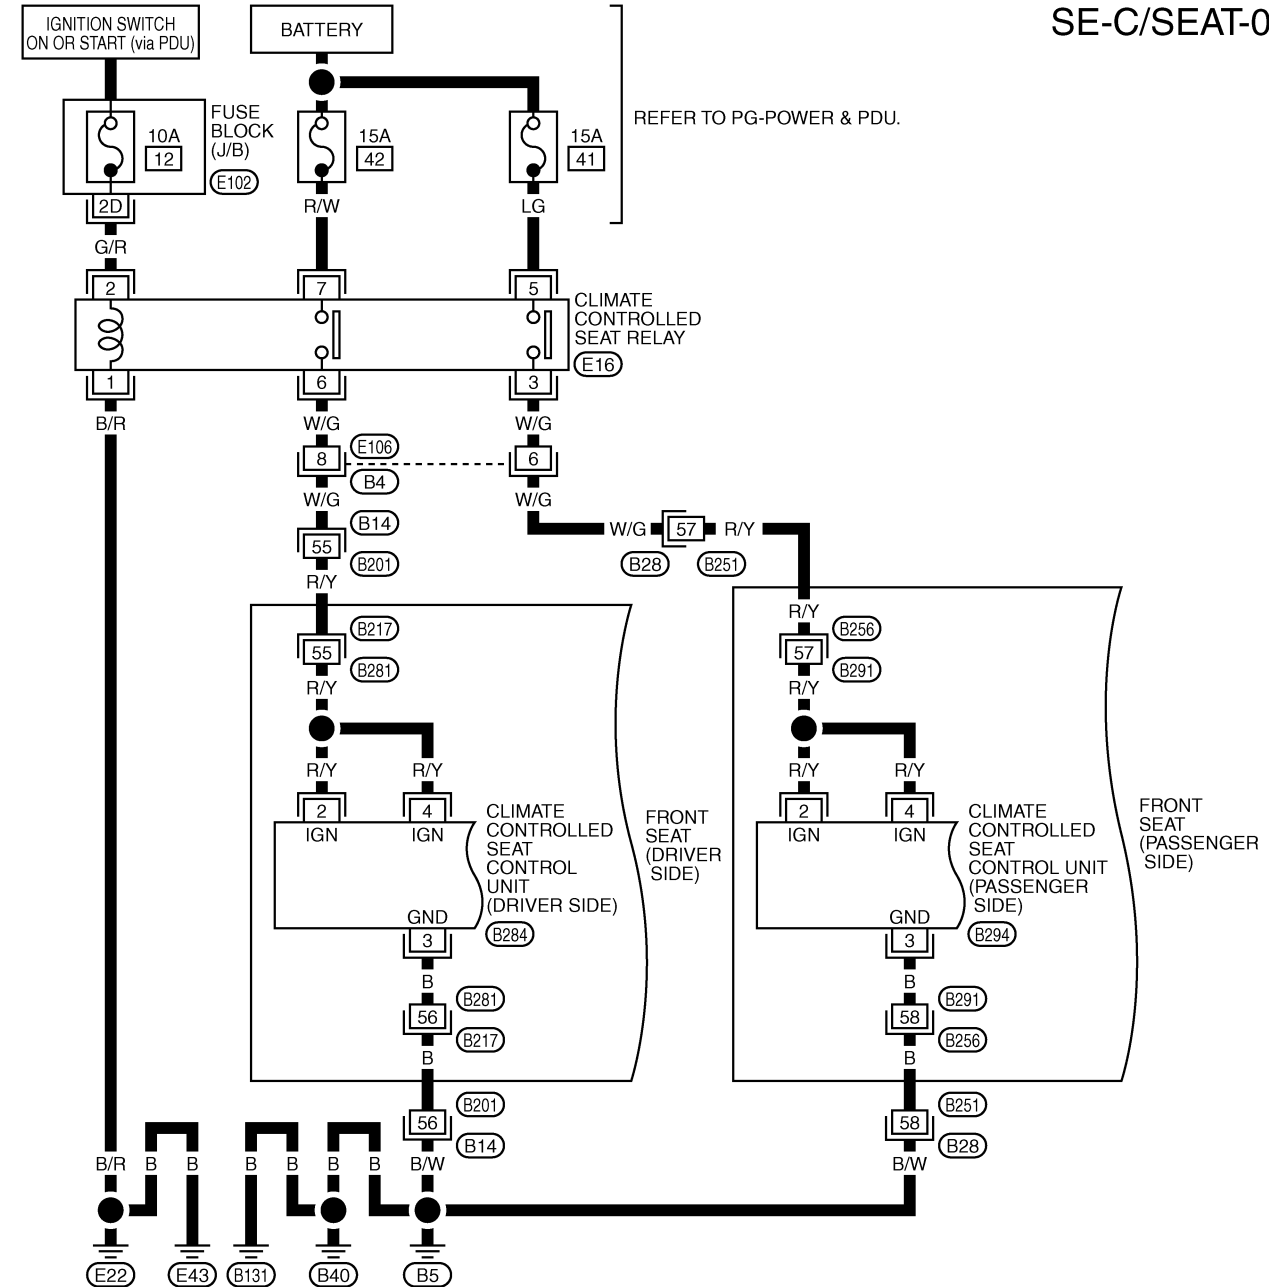 SE-C/SEAT-0
IGNITION SWITCH
ON OR START (via PDU)
BATTERY
REFER TO PG-POWER & PDU.
FUSE
BLOCK
(J/B)
E102
10A
12
15A
42
15A
41
2D
R/W
LG
G/R
2
7
5
CLIMATE
CONTROLLED
SEAT RELAY
E16
1
6
3
B/R
W/G
W/G
E106
8
6
B4
W/G
W/G
B14
55
B201
W/G
57
R/Y
B28
B251
R/Y
R/Y
B217
55
B281
B256
57
B291
R/Y
R/Y
R/Y
R/Y
R/Y
R/Y
2
4
IGN
IGN
CLIMATE
CONTROLLED
SEAT
CONTROL
UNIT
(DRIVER SIDE)
B284
FRONT
SEAT
(DRIVER
SIDE)
2
4
IGN
IGN
CLIMATE
CONTROLLED
SEAT
CONTROL UNIT
(PASSENGER
SIDE)
B294
FRONT
SEAT
(PASSENGER
SIDE)
GND
3
GND
3
B
B
B281
56
B217
B291
58
B256
B
B
B201
56
B14
B251
58
B28
B/R
B
B
B
B
B
B
B/W
B/W
E22
E43
B131
B40
B5